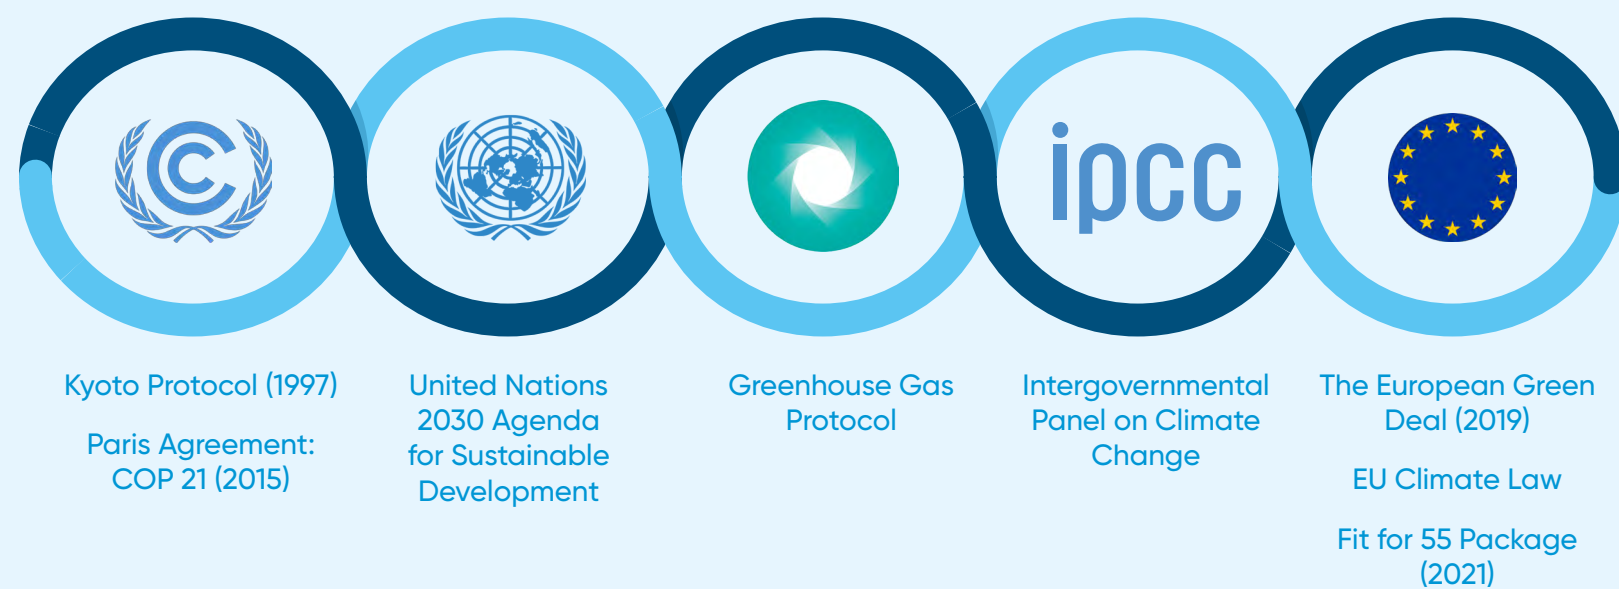 ipcc
Kyoto Protocol (1997)
Paris Agreement:
COP 21 (2015)
United Nations
2030 Agenda
for Sustainable
Development
Greenhouse Gas
Protocol
Intergovernmental
Panel on Climate
Change
The European Green
Deal (2019)
EU Climate Law
Fit for 55 Package
(2021)